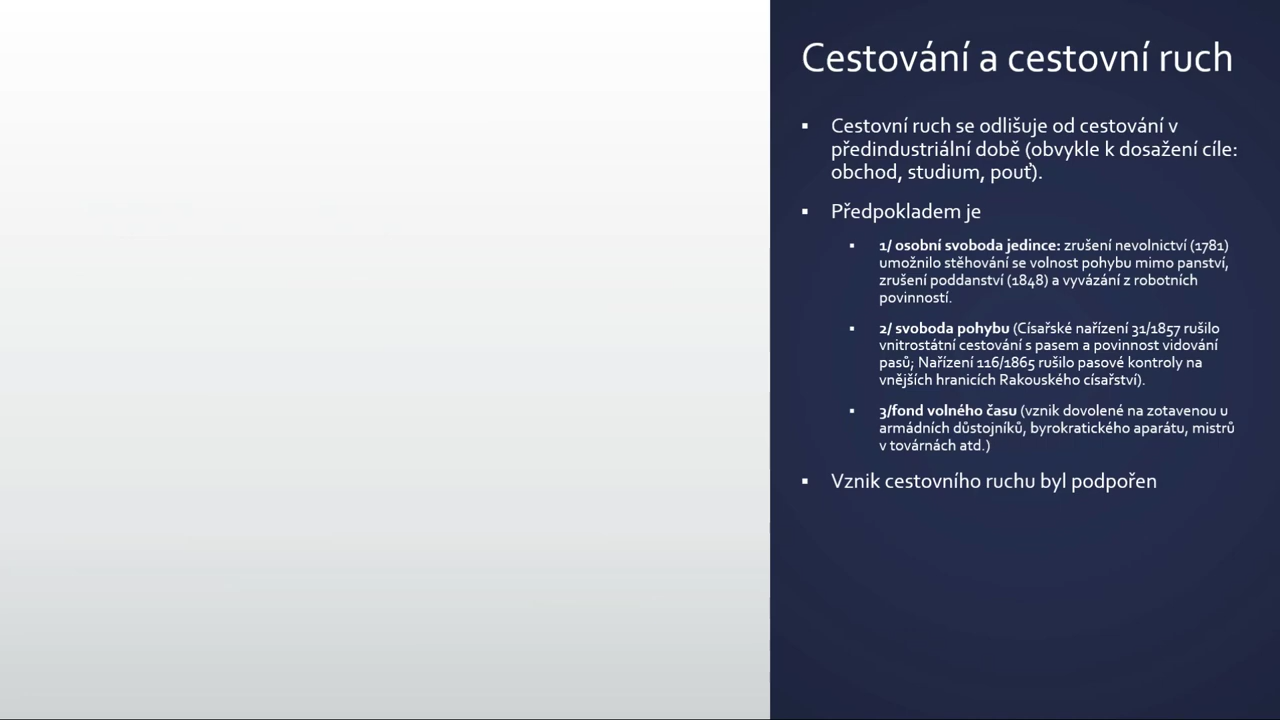 Cestování a cestovní ruch
▪ Cestovní ruch se odlišuje od cestování v
předindustriální době (obvykle k dosažení cíle:
obchod, studium, pouť).
▪ Předpokladem je
▪ 1/ osobní svoboda jedince: zrušení nevolnictví (1781)
umožnilo stěhování se volnost pohybu mimo panství,
zrušení poddanství (1848) a vyvázání z robotních
povinností.
▪ 2/ svoboda pohybu (Císařské nařízení 31/1857 rušilo
vnitrostátní cestování s pasem a povinnost vidování
pasů; Nařízení 116/1865 rušilo pasové kontroly na
vnějších hranicích Rakouského císařství).
▪ 3/fond volného času (vznik dovolené na zotavenou u
armádních důstojníků, byrokratického aparátu, mistrů
v továrnách atd.)
▪ Vznik cestovního ruchu byl podpořen